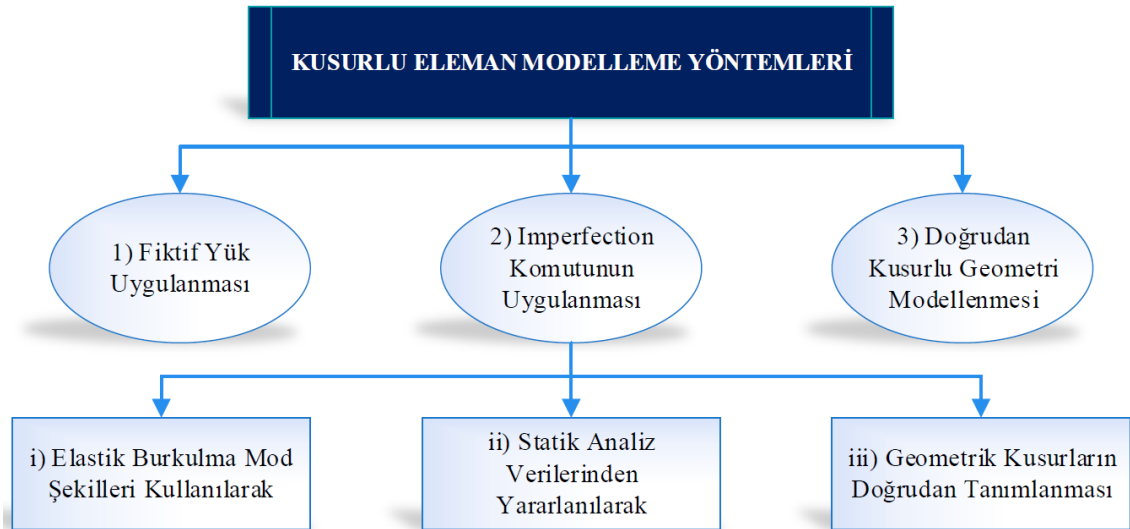 KUSURLU ELEMAN MODELLEME YÖNTEMLERİ
1) Fiktif Yük
Uygulanması
2) Imperfection
Komutunun
Uygulanması
3) Doğrudan
Kusurlu Geometri
Modellenmesi
i) Elastik Burkulma Mod
Şekilleri Kullanılarak
ii) Statik Analiz
Verilerinden
Yararlanılarak
iii) Geometrik Kusurların
Doğrudan Tanımlanması